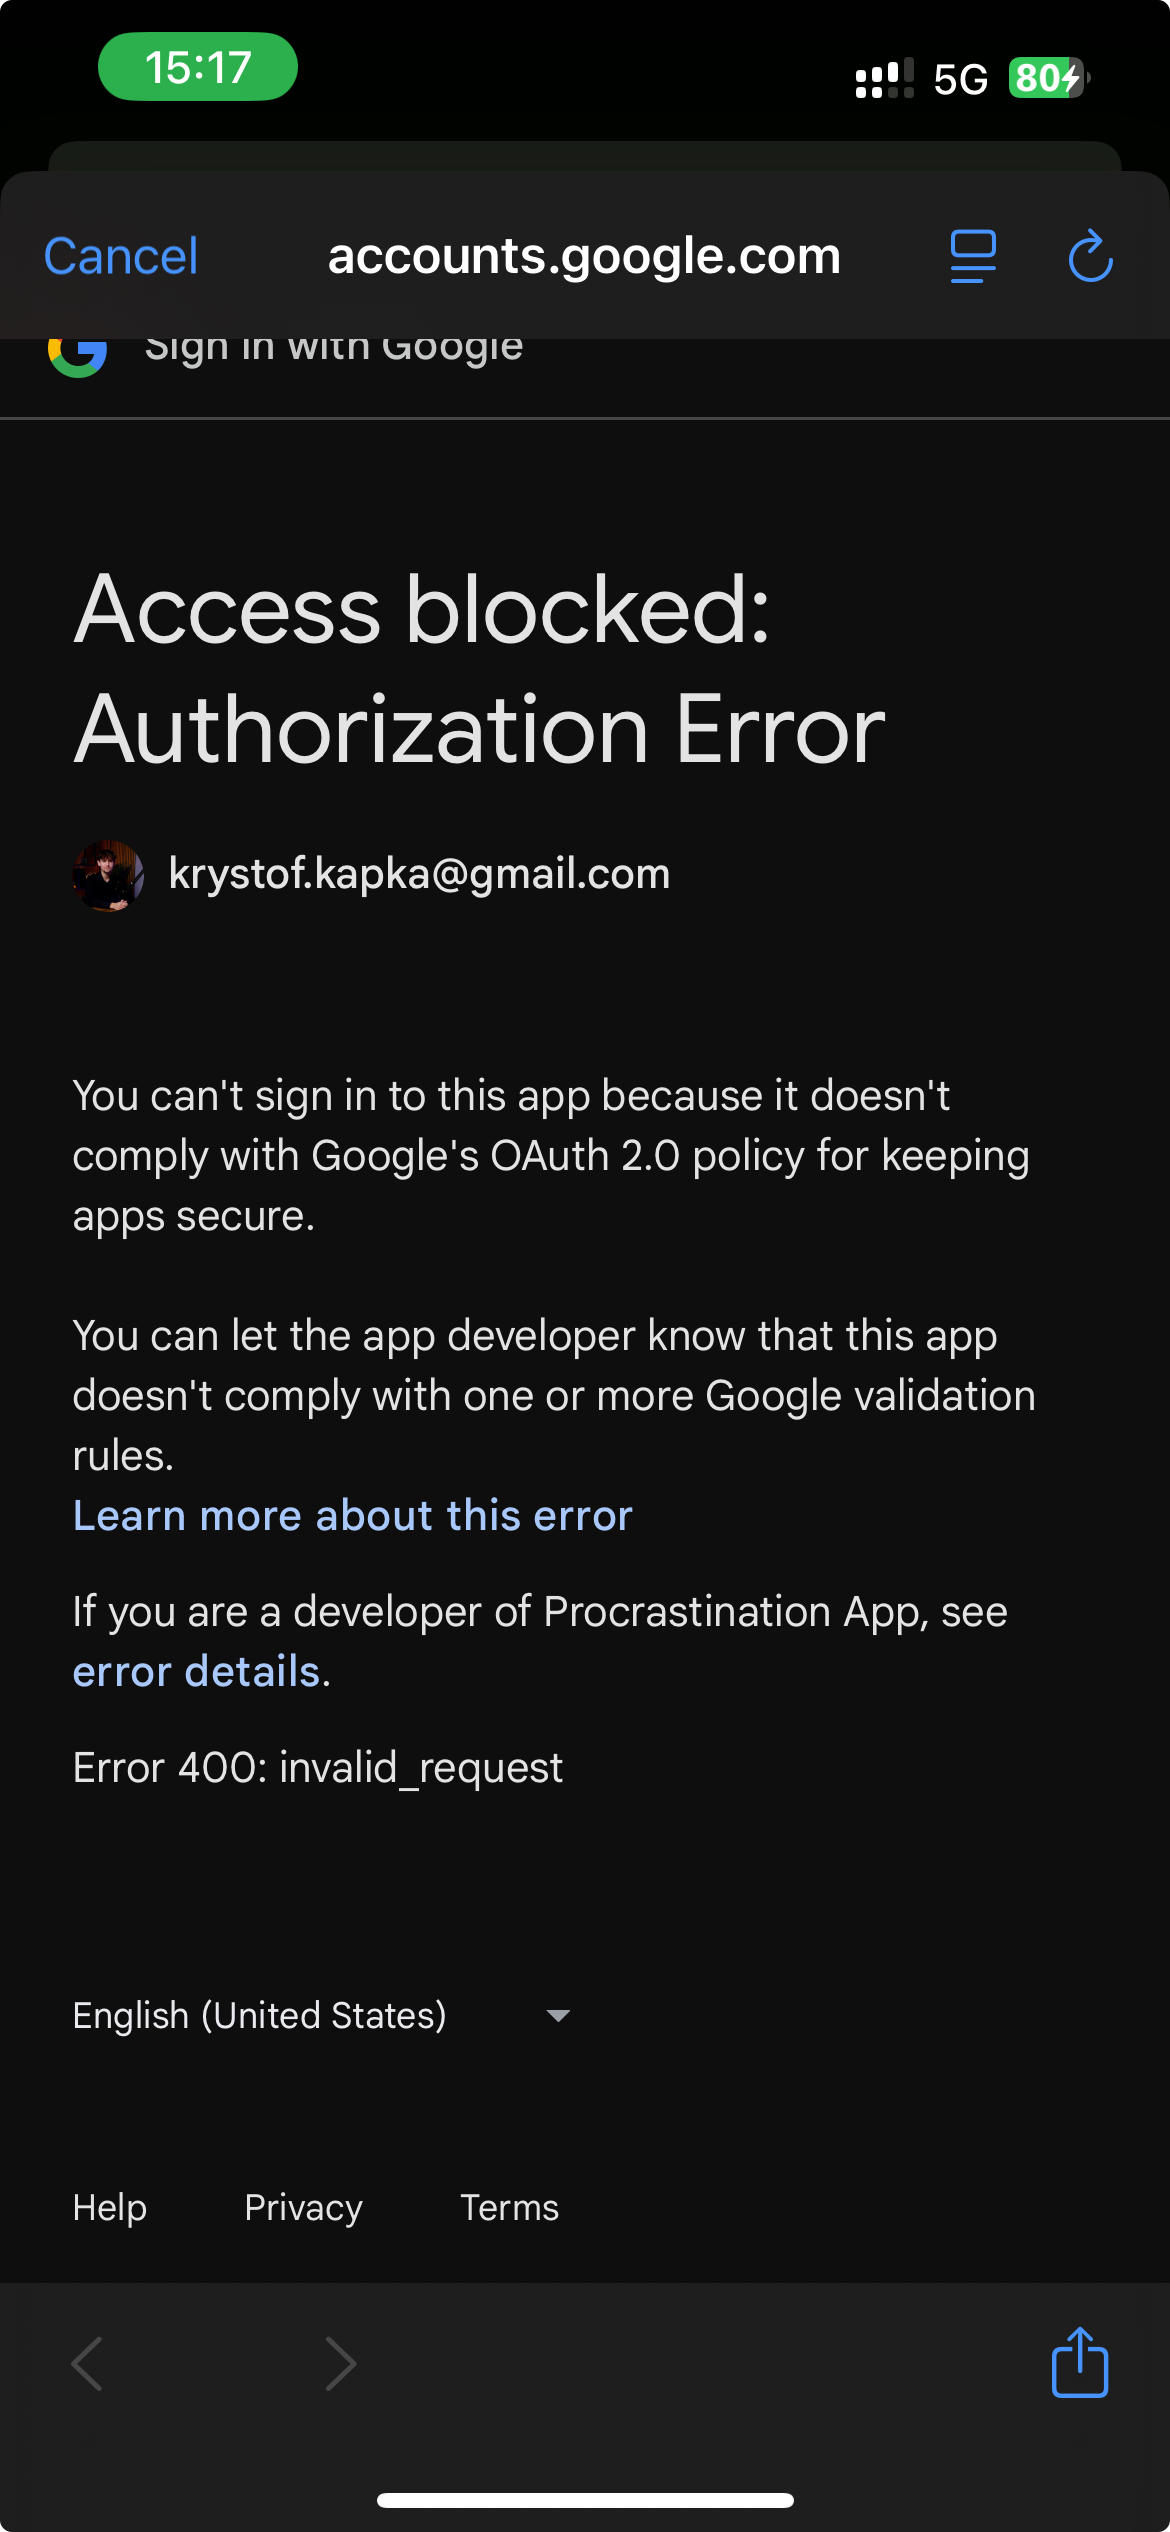 15:17
5G
80
Cancel
accounts.google.com
Sign in with Google
Access blocked:
Authorization Error
krystof.kapka@gmail.com
You can't sign in to this app because it doesn't
comply with Google's OAuth 2.0 policy for keeping
apps secure.
You can let the app developer know that this app
doesn't comply with one or more Google validation
rules.
Learn more about this error
If you are a developer of Procrastination App, see
error details.
Error 400: invalid_request
English (United States)
Help
Privacy
Terms